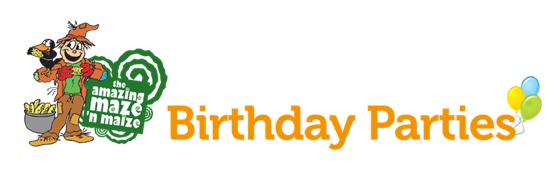 the
amazing
maze
'n maize
Birthday Parties